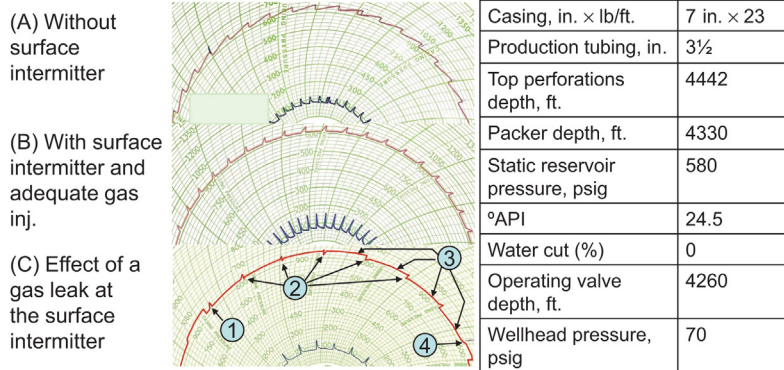 (A) Without
surface
intermitter
(B) With surface
intermitter and
adequate gas
inj.
(C) Effect of a
gas leak at
the surface
intermitter
1
2
3
4
Casing, in. × lb/ft. 7 in. × 23
Production tubing, in. 3½
Top perforations 4442
depth, ft.
Packer depth, ft. 4330
Static reservoir 580
pressure, psig
ºAPI 24.5
Water cut (%) 0
Operating valve 4260
depth, ft.
Wellhead pressure, 70
psig